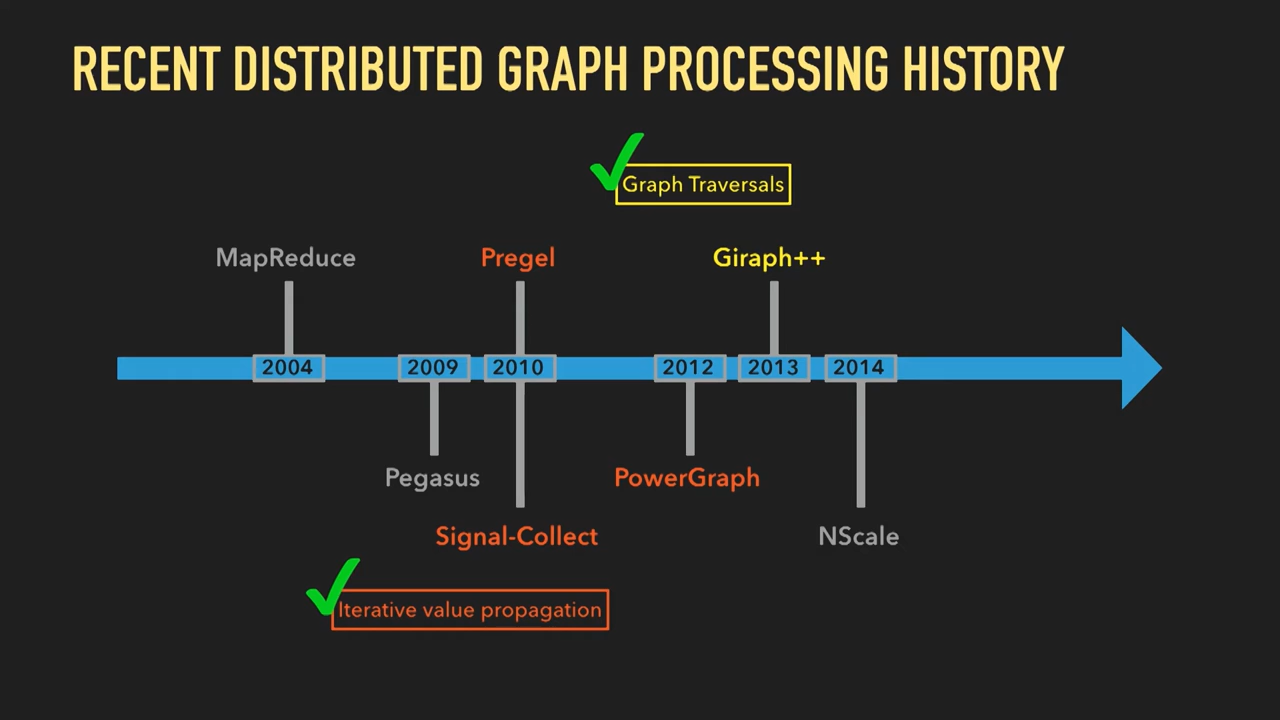 RECENT DISTRIBUTED GRAPH PROCESSING HISTORY
Graph Traversals
MapReduce
Pregel
Giraph++
2004
2009
2010
2012
2013
2014
Pegasus
PowerGraph
Signal-Collect
NScale
Iterative value propagation